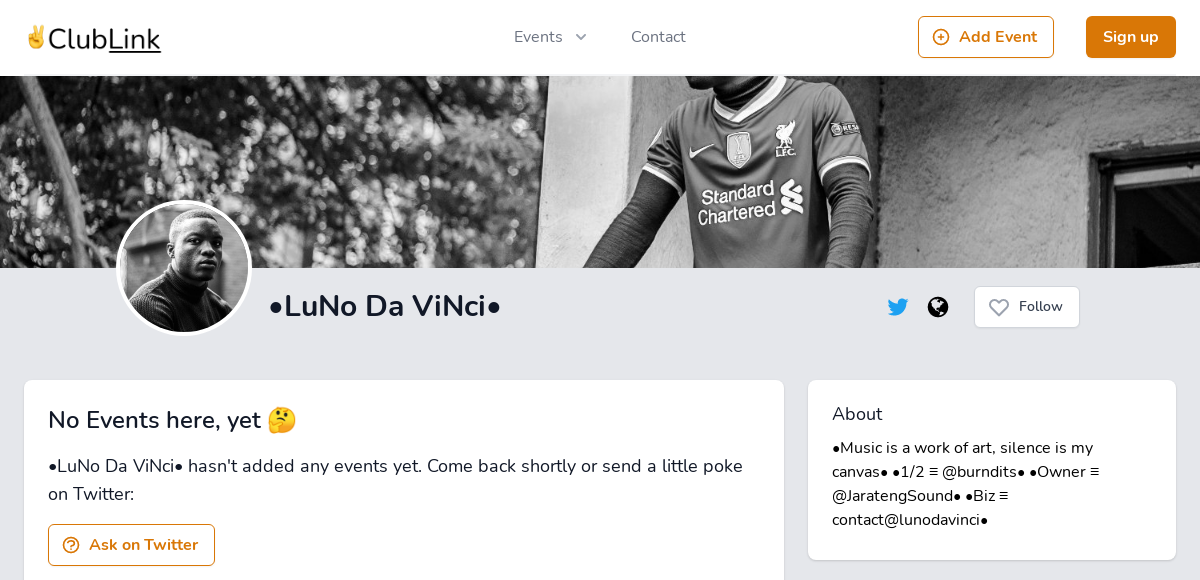 ✌️ClubLink
Events
Contact
Add Event
Sign up
L.F.C.
Standard
Chartered
•LuNo Da ViNci•
Follow
No Events here, yet 🤔
•LuNo Da ViNci• hasn't added any events yet. Come back shortly or send a little poke
on Twitter:
Ask on Twitter
About
•Music is a work of art, silence is my
canvas• •1/2 ≡ @burndits• •Owner ≡
@JaratengSound• •Biz ≡
contact@lunodavinci•